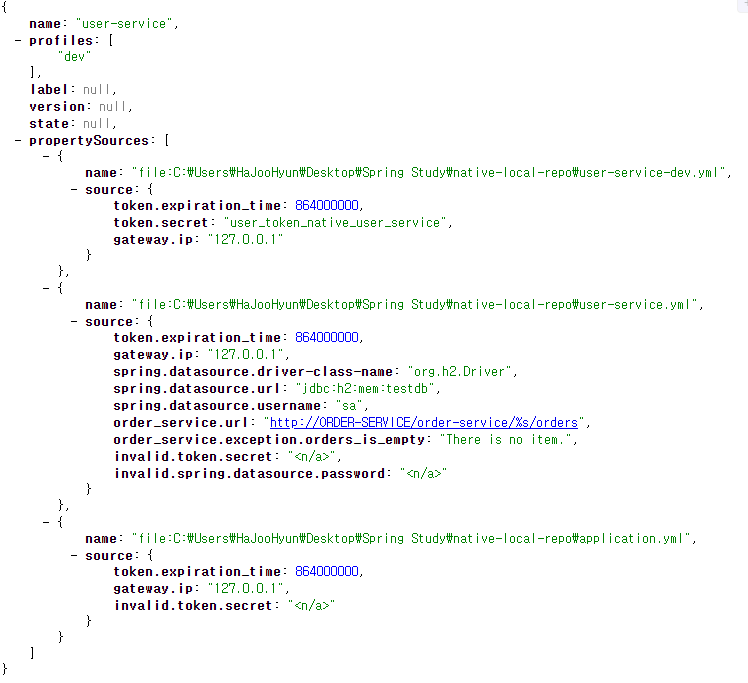 {
name: "user-service",
- profiles: [
"dev"
],
label: null,
version: null,
state: null,
- propertySources: [
- {
name: "file:C:₩Users₩HaJooHyun₩Desktop₩Spring Study₩native-local-repo₩user-service-dev.yml",
- source: {
token.expiration_time: 864000000,
token.secret: "user_token_native_user_service",
gateway.ip: "127.0.0.1"
}
},
- {
name: "file:C:₩Users₩HaJooHyun₩Desktop₩Spring Study₩native-local-repo₩user-service.yml",
- source: {
token.expiration_time: 864000000,
gateway.ip: "127.0.0.1",
spring.datasource.driver-class-name: "org.h2.Driver",
spring.datasource.url: "jdbc:h2:mem:testdb",
spring.datasource.username: "sa",
order_service.url: "http://ORDER-SERVICE/order-service/%s/orders",
order_service.exception.orders_is_empty: "There is no item.",
invalid.token.secret: "<n/a>",
invalid.spring.datasource.password: "<n/a>"
}
},
- {
name: "file:C:₩Users₩HaJooHyun₩Desktop₩Spring Study₩native-local-repo₩application.yml",
- source: {
token.expiration_time: 864000000,
gateway.ip: "127.0.0.1",
invalid.token.secret: "<n/a>"
}
}
]
}